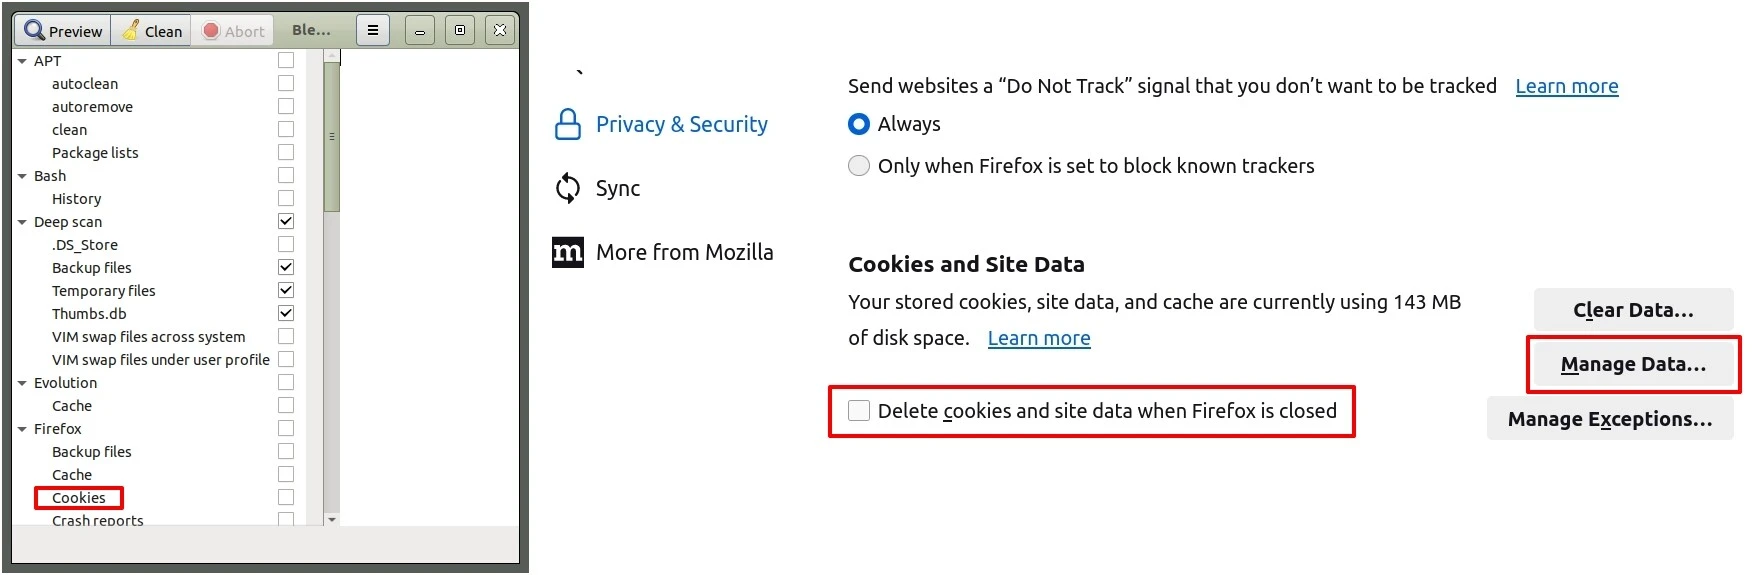 Preview Clean Abort Ble...
APT
autoclean
autoremove
clean
Package lists
Bash
History
Deep scan
.DS_Store
Backup files
Temporary files
Thumbs.db
VIM swap files across system
VIM swap files under user profile
Evolution
Cache
Firefox
Backup files
Cache
Cookies
Crash reports
Privacy & Security
Sync
m More from Mozilla
Send websites a “Do Not Track” signal that you don’t want to be tracked Learn more
Always
Only when Firefox is set to block known trackers
Cookies and Site Data
Your stored cookies, site data, and cache are currently using 143 MB
of disk space. Learn more
Clear Data…
Manage Data…
Delete cookies and site data when Firefox is closed
Manage Exceptions…